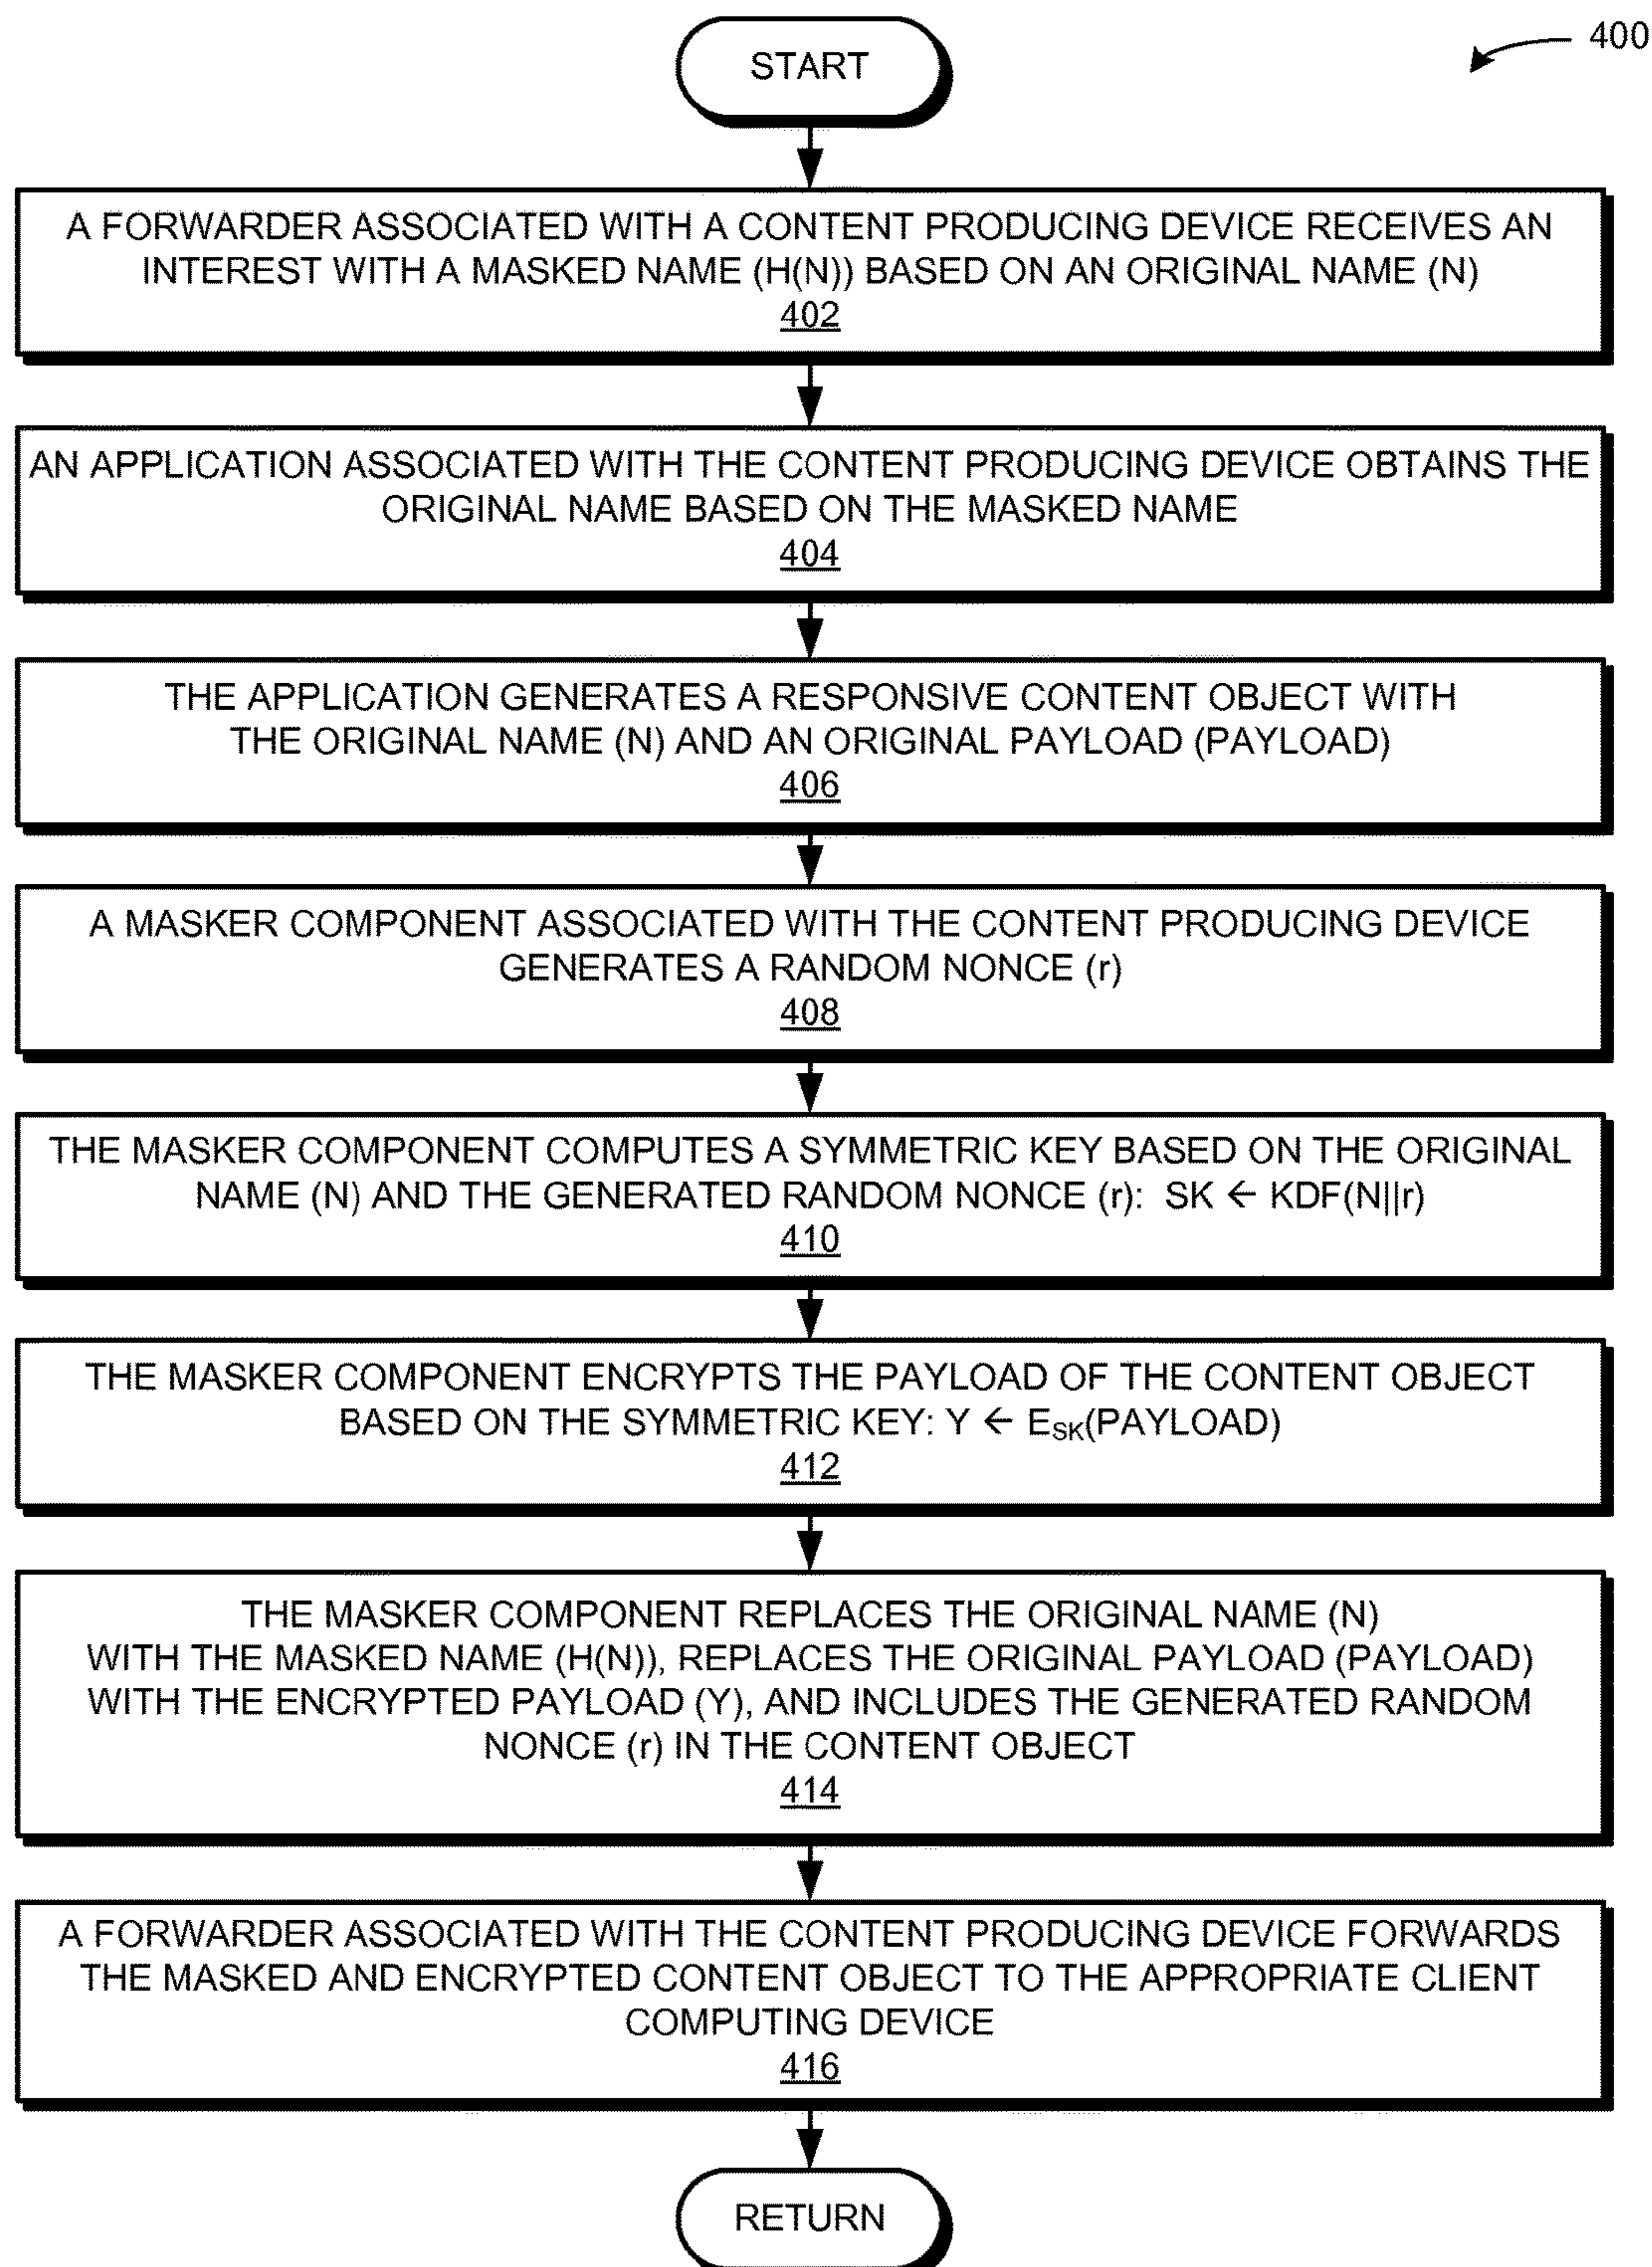 START
400
A FORWARDER ASSOCIATED WITH A CONTENT PRODUCING DEVICE RECEIVES AN
INTEREST WITH A MASKED NAME (H(N)) BASED ON AN ORIGINAL NAME (N)
402
AN APPLICATION ASSOCIATED WITH THE CONTENT PRODUCING DEVICE OBTAINS THE
ORIGINAL NAME BASED ON THE MASKED NAME
404
THE APPLICATION GENERATES A RESPONSIVE CONTENT OBJECT WITH
THE ORIGINAL NAME (N) AND AN ORIGINAL PAYLOAD (PAYLOAD)
406
A MASKER COMPONENT ASSOCIATED WITH THE CONTENT PRODUCING DEVICE
GENERATES A RANDOM NONCE (r)
408
THE MASKER COMPONENT COMPUTES A SYMMETRIC KEY BASED ON THE ORIGINAL
NAME (N) AND THE GENERATED RANDOM NONCE (r): SK ← KDF(N||r)
410
THE MASKER COMPONENT ENCRYPTS THE PAYLOAD OF THE CONTENT OBJECT
BASED ON THE SYMMETRIC KEY: Y ← E_SK(PAYLOAD)
412
THE MASKER COMPONENT REPLACES THE ORIGINAL NAME (N)
WITH THE MASKED NAME (H(N)), REPLACES THE ORIGINAL PAYLOAD (PAYLOAD)
WITH THE ENCRYPTED PAYLOAD (Y), AND INCLUDES THE GENERATED RANDOM
NONCE (r) IN THE CONTENT OBJECT
414
A FORWARDER ASSOCIATED WITH THE CONTENT PRODUCING DEVICE FORWARDS
THE MASKED AND ENCRYPTED CONTENT OBJECT TO THE APPROPRIATE CLIENT
COMPUTING DEVICE
416
RETURN